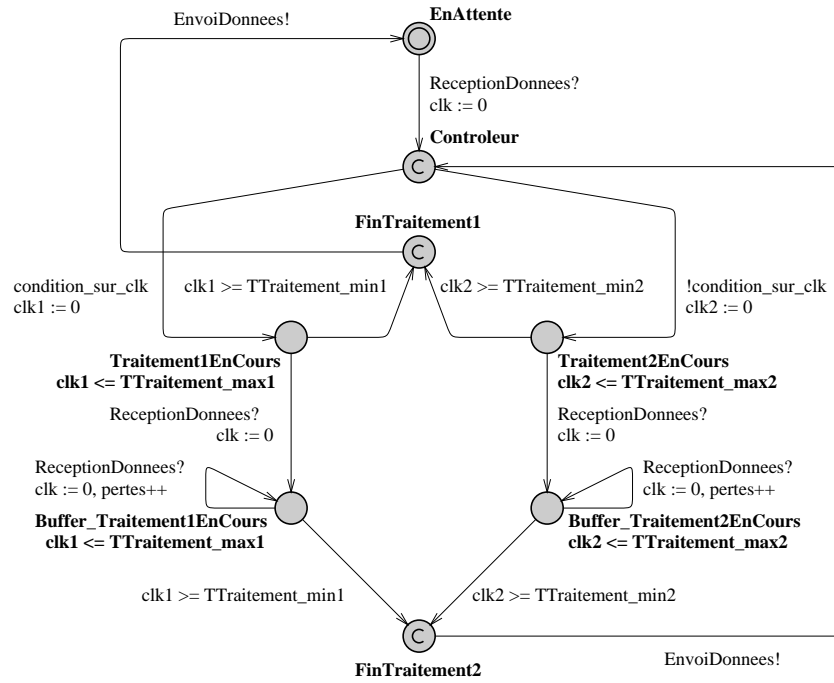 EnAttente
EnvoiDonnees!
ReceptionDonnees?
clk := 0
Controleur
C
FinTraitement1
C
condition_sur_clk
clk1 := 0
clk1 >= TTraitement_min1
clk2 >= TTraitement_min2
!condition_sur_clk
clk2 := 0
Traitement1EnCours
clk1 <= TTraitement_max1
Traitement2EnCours
clk2 <= TTraitement_max2
ReceptionDonnees?
clk := 0
ReceptionDonnees?
clk := 0
ReceptionDonnees?
clk := 0, pertes++
ReceptionDonnees?
clk := 0, pertes++
Buffer_Traitement1EnCours
clk1 <= TTraitement_max1
Buffer_Traitement2EnCours
clk2 <= TTraitement_max2
clk1 >= TTraitement_min1
clk2 >= TTraitement_min2
C
FinTraitement2
EnvoiDonnees!